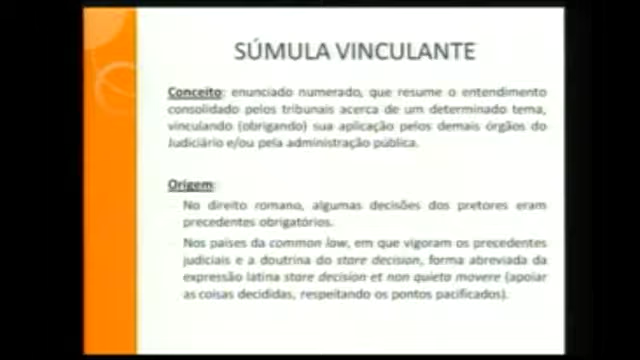 SÚMULA VINCULANTE
Conceito: enunciado numerado, que resume o entendimento
consolidado pelos tribunais acerca de um determinado tema,
vinculando (obrigando) sua aplicação pelos demais órgãos do
Judiciário e/ou pela administração pública.
Origem:
No direito romano, algumas decisões dos pretores eram
precedentes obrigatórios.
Nos países da common law, em que vigoram os precedentes
judiciais e a doutrina do stare decision, forma abreviada da
expressão latina stare decision et non quieta movere (apoiar
as coisas decididas, respeitando os pontos pacificados).